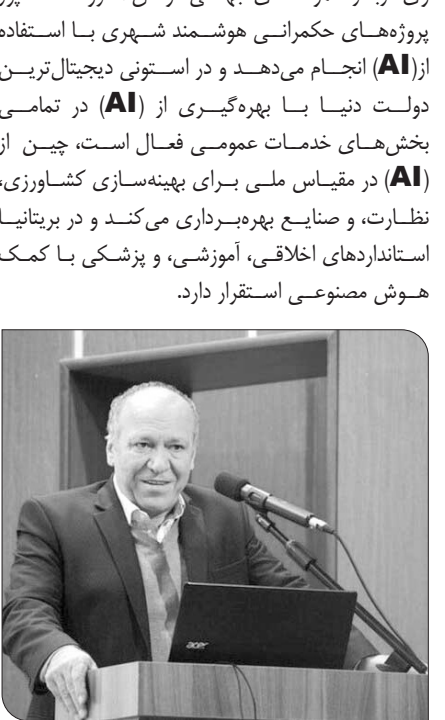 پروژه‌های حکمرانی هوشمند شهری با استفاده
از(AI) انجام می‌دهد و در استونی دیجیتال‌ترین
دولت دنیا با بهره‌گیری از (AI) در تمامی
بخش‌های خدمات عمومی فعال است، چین از
(AI) در مقیاس ملی برای بهینه‌سازی کشاورزی،
نظارت، و صنایع بهره‌برداری می‌کند و در بریتانیا
استانداردهای اخلاقی، آموزشی، و پزشکی با کمک
هوش مصنوعی استقرار دارد.
acer